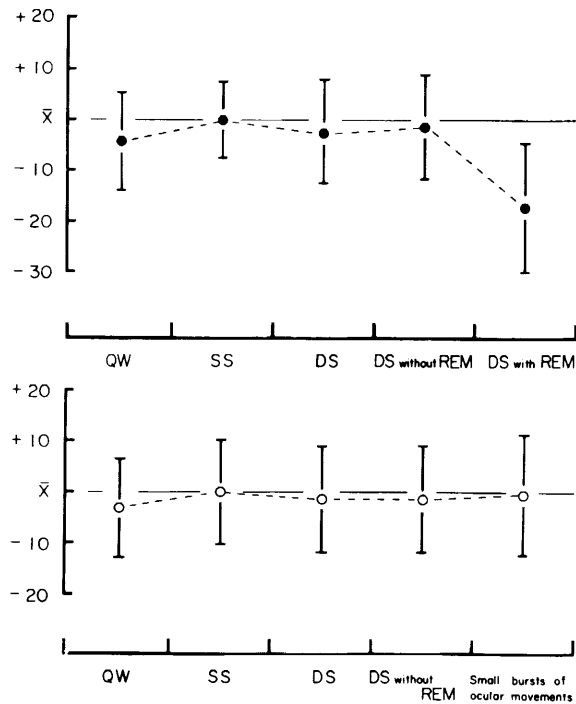 +20
+10
X̄
-10
-20
-30
QW SS DS DS without REM DS with REM
+20
+10
X̄
-10
-20
QW SS DS DS without REM Small bursts of ocular movements